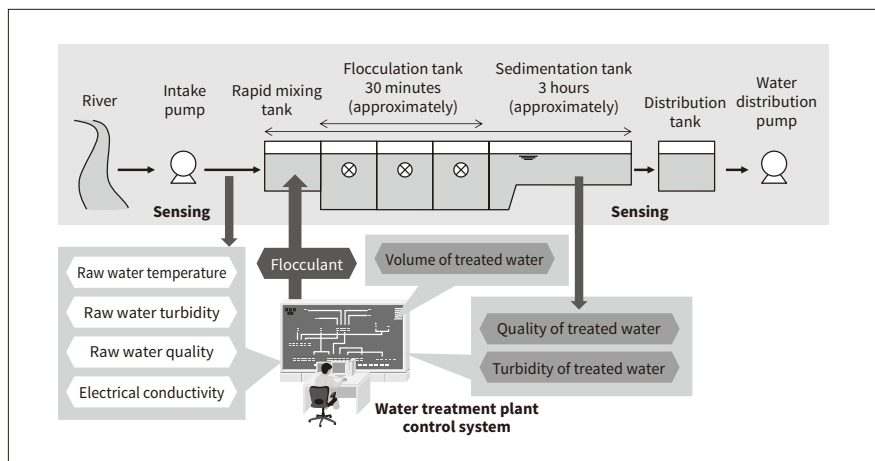 River
Intake
pump
Rapid mixing
tank
Flocculation tank
30 minutes
(approximately)
Sedimentation tank
3 hours
(approximately)
Distribution
tank
Water
distribution
pump
Sensing
Sensing
Raw water temperature
Raw water turbidity
Raw water quality
Electrical conductivity
Flocculant
Volume of treated water
Quality of treated water
Turbidity of treated water
Water treatment plant
control system